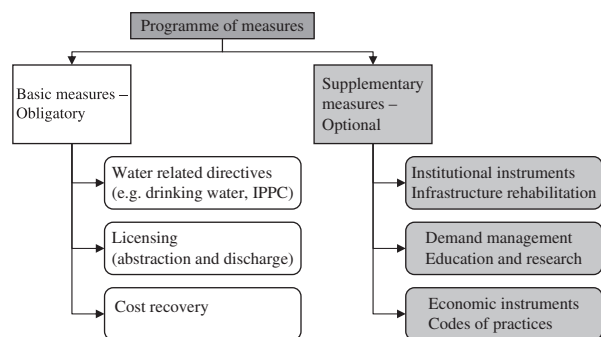 Programme of measures
Basic measures –
Obligatory
Water related directives
(e.g. drinking water, IPPC)
Licensing
(abstraction and discharge)
Cost recovery
Supplementary
measures –
Optional
Institutional instruments
Infrastructure rehabilitation
Demand management
Education and research
Economic instruments
Codes of practices